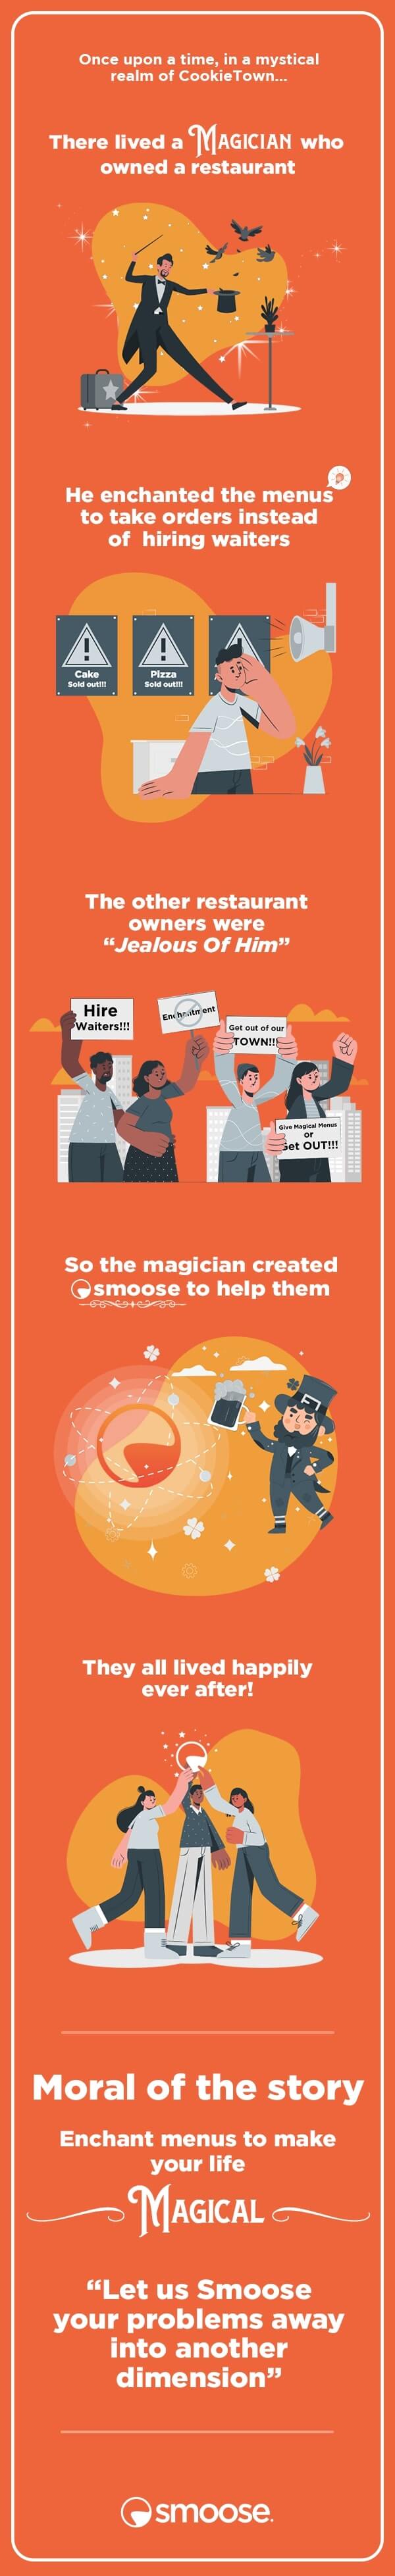 Once upon a time, in a mystical
realm of CookieTown...
There lived a MAGICIAN who
owned a restaurant
He enchanted the menus
to take orders instead
of hiring waiters
Cake
Sold out!!!
Pizza
Sold out!!!
The other restaurant
owners were
“Jealous Of Him”
Hire
Waiters!!!
Enchantment
Get out of our
TOWN!!!
Give Magical Menus
or
Get OUT!!!
So the magician created
smoose to help them
They all lived happily
ever after!
Moral of the story
Enchant menus to make
your life
MAGICAL
“Let us Smoose
your problems away
into another
dimension”
smoose.